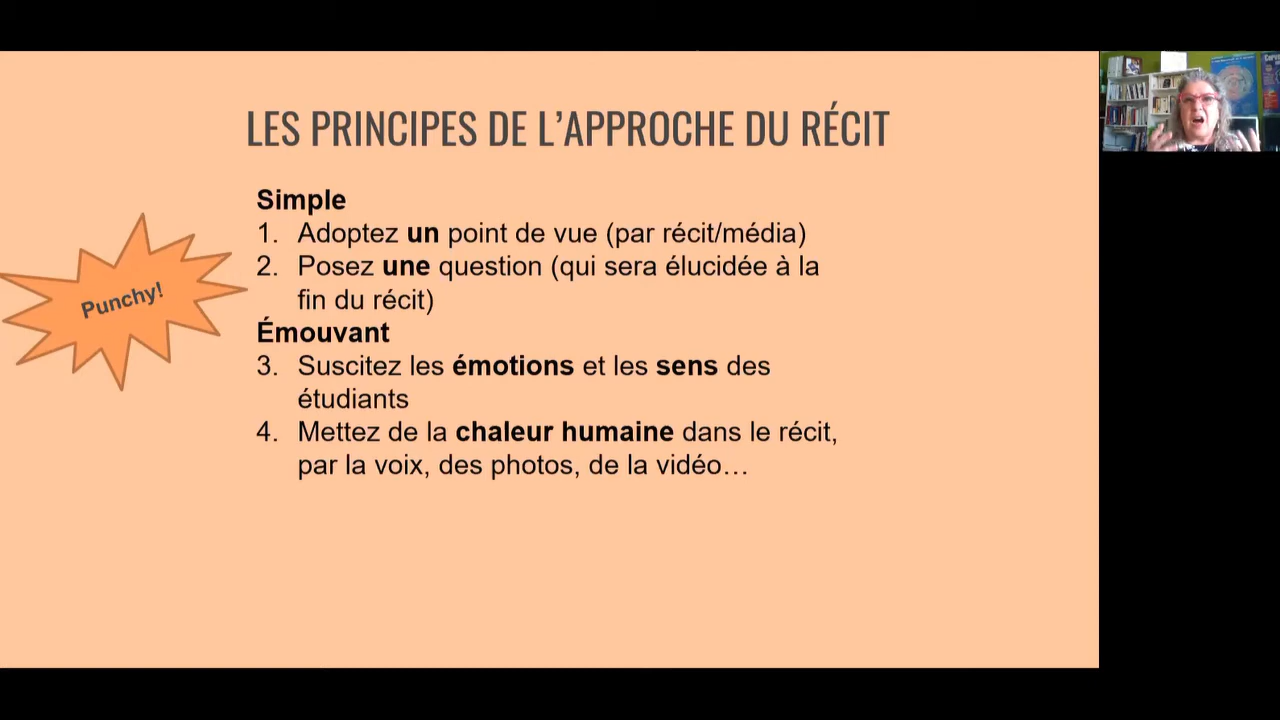 LES PRINCIPES DE L'APPROCHE DU RÉCIT
Simple
1. Adoptez un point de vue (par récit/média)
2. Posez une question (qui sera élucidée à la
fin du récit)
Punchy!
Émouvant
3. Suscitez les émotions et les sens des
étudiants
4. Mettez de la chaleur humaine dans le récit,
par la voix, des photos, de la vidéo…